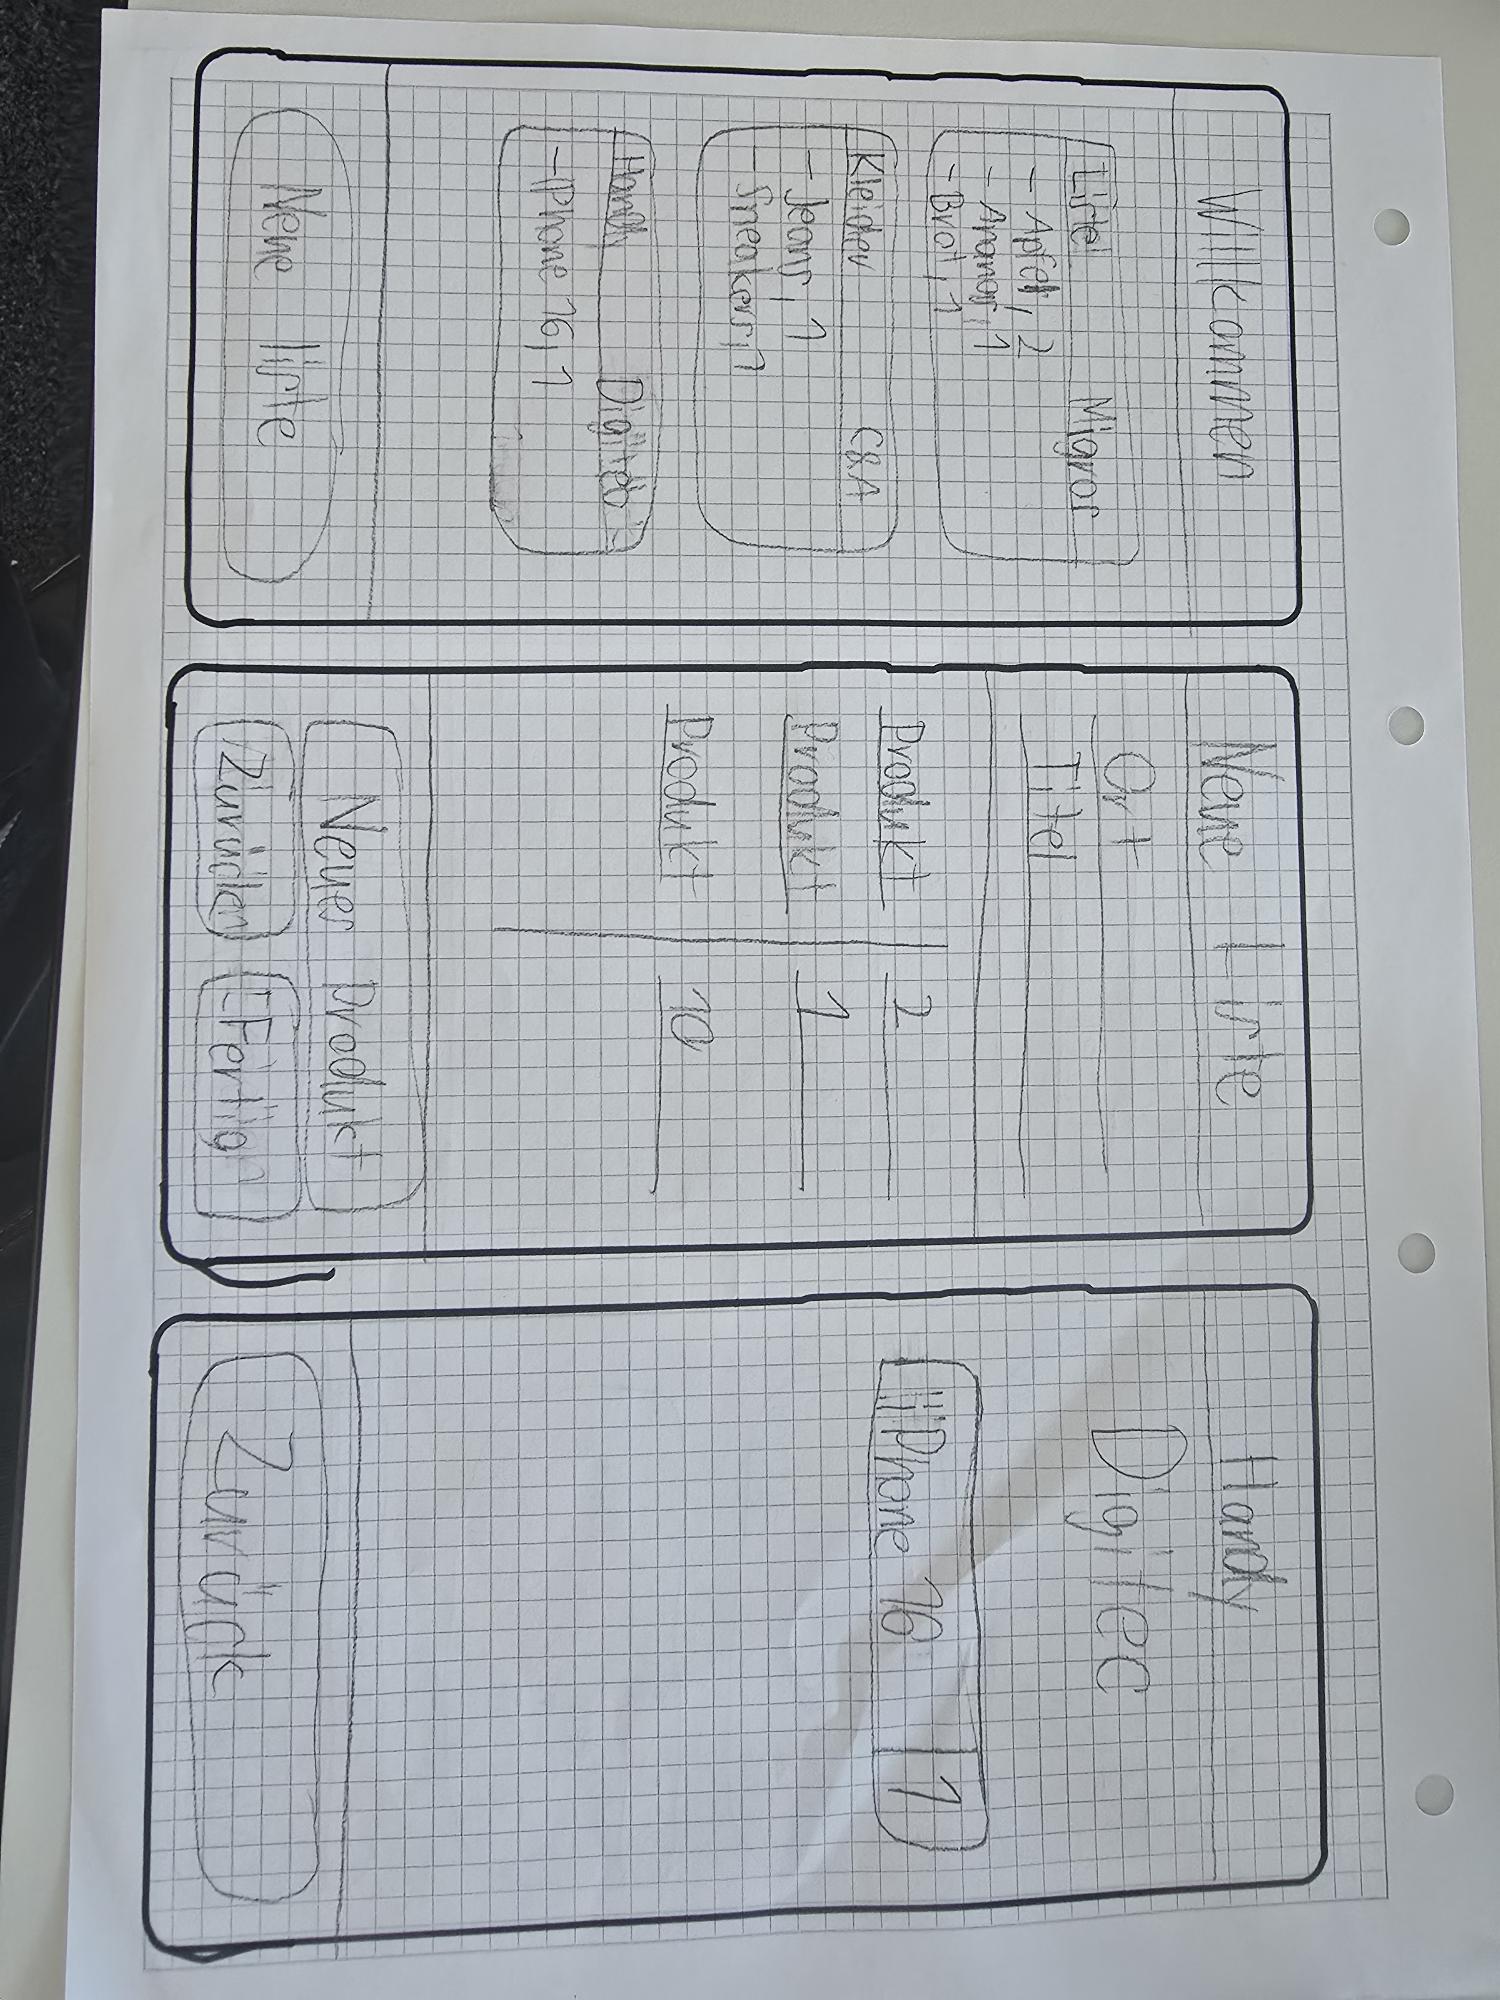 Willkommen
Liste Migros
- Apfel, 2
- Ananas, 1
- Brot, 1
Kleider C&A
- Jeans, 1
- Sneakers, 1
Handy Digitec
- IPhone 16, 1
Neue liste
Neue Liste
Ort
Titel
Produkt 2
Produkt 1
Produkt 10
Neues Produkt
Zurück Fertig
Handy
Digitec
IPhone 16 1
Zurück